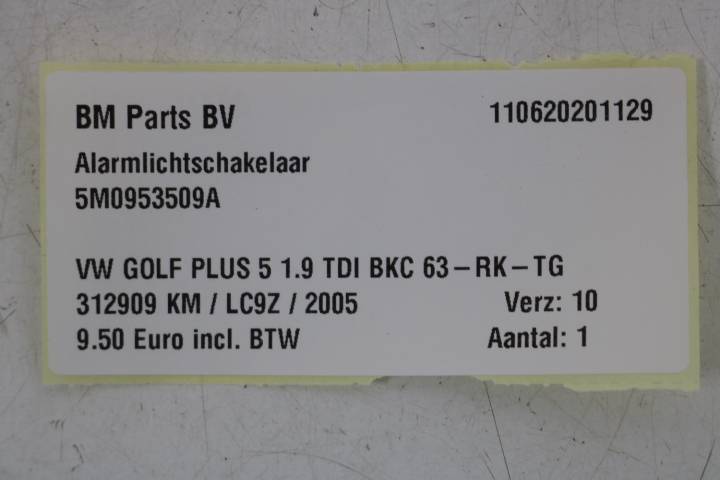 BM Parts BV 110620201129
Alarmlichtschakelaar
5M0953509A
VW GOLF PLUS 5 1.9 TDI BKC 63-RK-TG
312909 KM / LC9Z / 2005 Verz: 10
9.50 Euro incl. BTW Aantal: 1